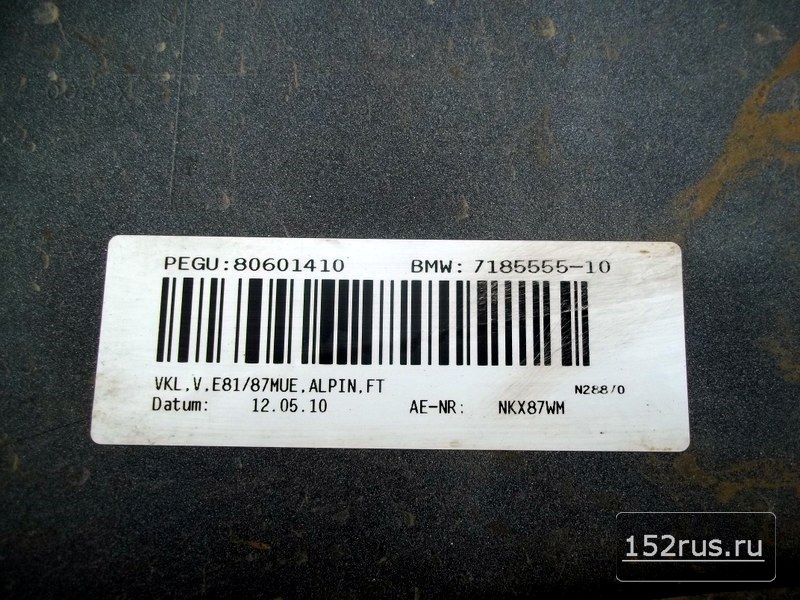 PEGU:80601410 BMW: 7185555-10
VKL,V,E81/87MUE,ALPIN,FT N288/0
Datum: 12.05.10 AE-NR: NKX87WM
152rus.ru